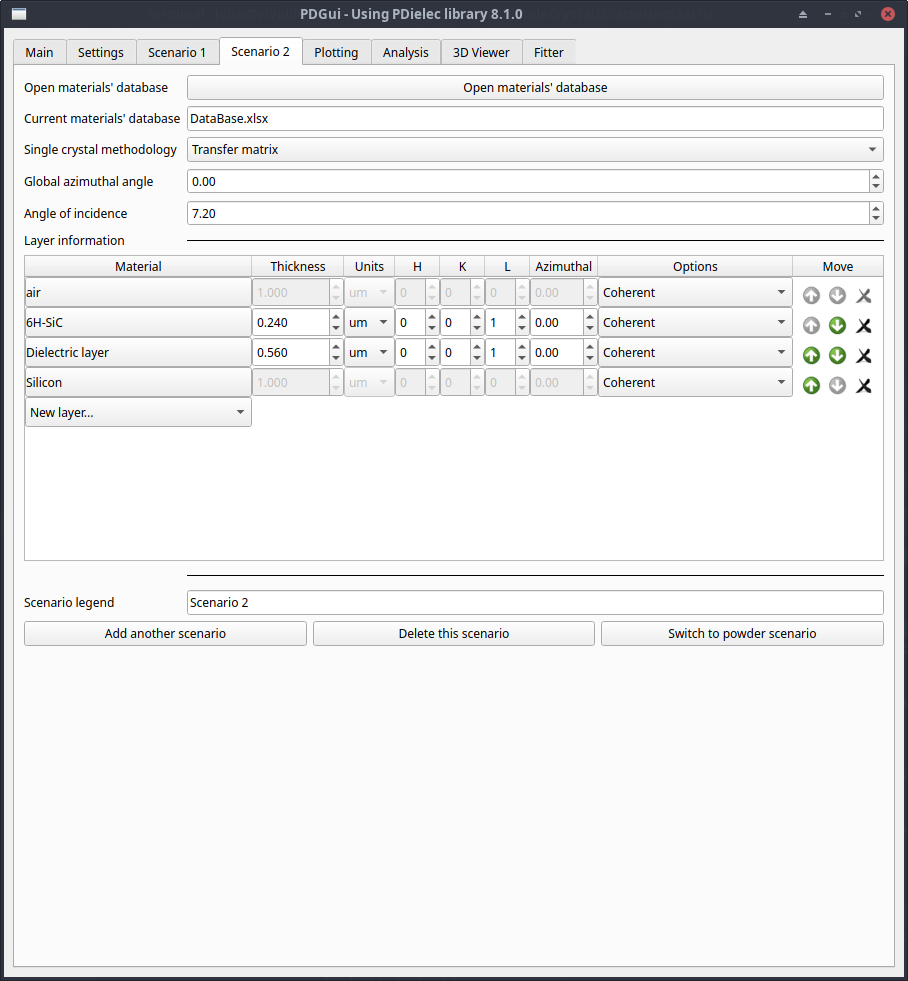 PDGui - Using PDielec library 8.1.0
Main Settings Scenario 1 Scenario 2 Plotting Analysis 3D Viewer Fitter
Open materials' database Open materials' database
Current materials' database DataBase.xlsx
Single crystal methodology Transfer matrix
Global azimuthal angle 0.00
Angle of incidence 7.20
Layer information
Material Thickness Units H K L Azimuthal Options Move
air 1.000 um 0 0 0 0.00 Coherent
6H-SiC 0.240 um 0 0 1 0.00 Coherent
Dielectric layer 0.560 um 0 0 1 0.00 Coherent
Silicon 1.000 um 0 0 0 0.00 Coherent
New layer...
Scenario legend Scenario 2
Add another scenario Delete this scenario Switch to powder scenario